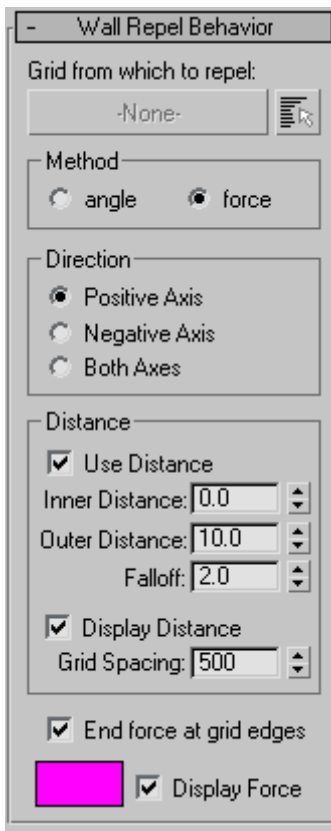 - Wall Repel Behavior
Grid from which to repel:
-None-
Method
angle force
Direction
Positive Axis
Negative Axis
Both Axes
Distance
Use Distance
Inner Distance: 0.0
Outer Distance: 10.0
Falloff: 2.0
Display Distance
Grid Spacing: 500
End force at grid edges
Display Force